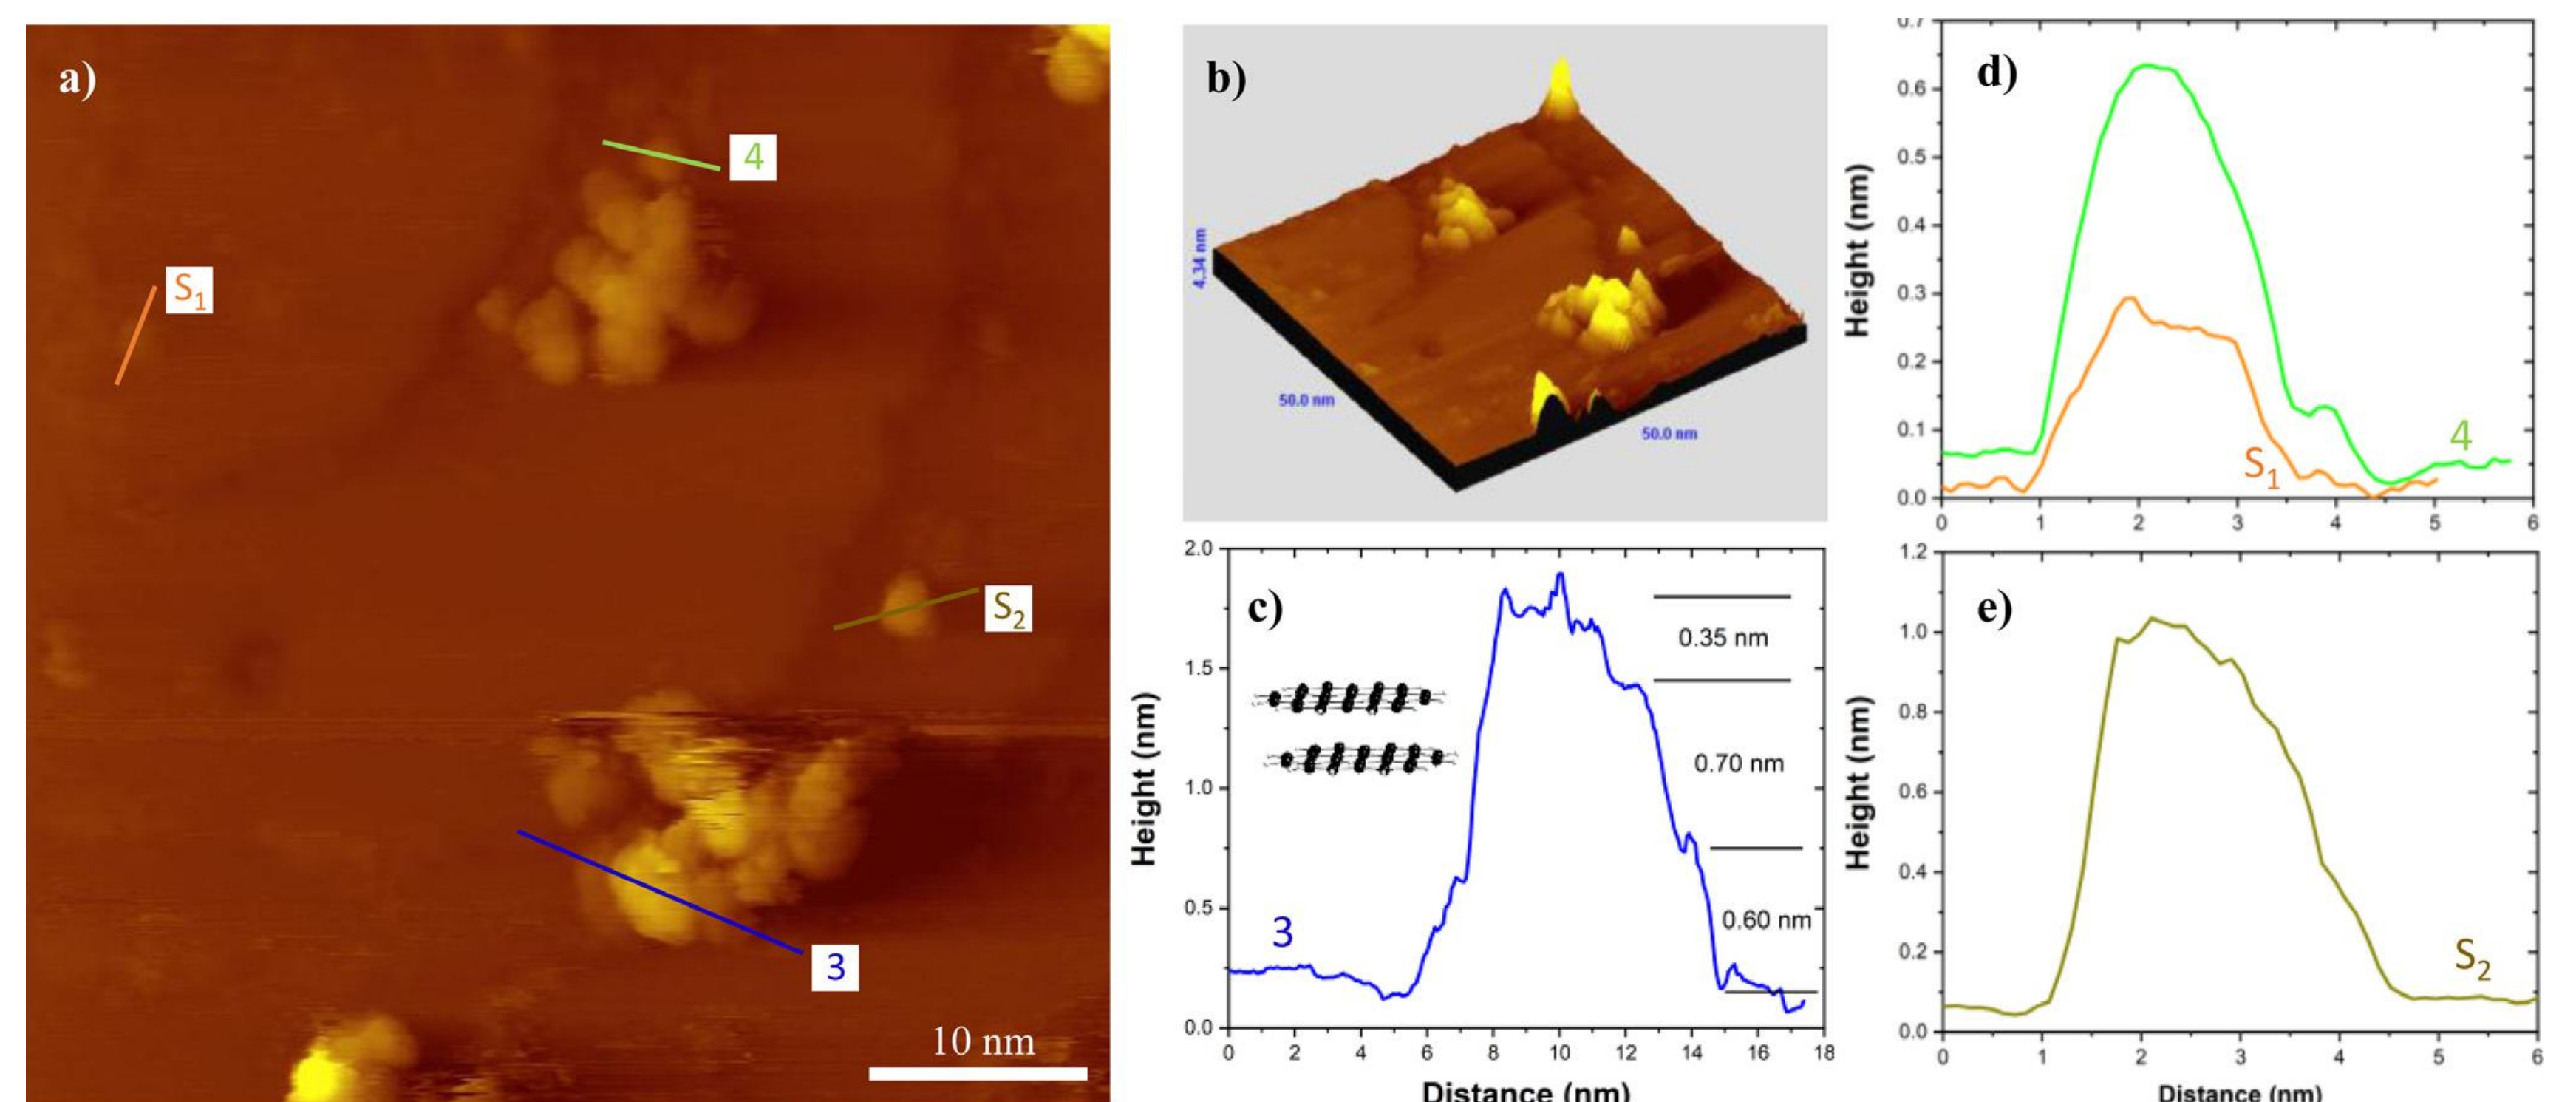 a)
4
S1
S2
3
10 nm
b)
4.34 nm
50.0 nm
50.0 nm
c)
2.0
1.5
1.0
0.5
0.0
Height (nm)
0.35 nm
0.70 nm
0.60 nm
3
0 2 4 6 8 10 12 14 16 18
Distance (nm)
d)
0.7
0.6
0.5
0.4
0.3
0.2
0.1
0.0
Height (nm)
4
S1
0 1 2 3 4 5 6
e)
1.2
1.0
0.8
0.6
0.4
0.2
0.0
Height (nm)
S2
0 1 2 3 4 5 6
Distance (nm)